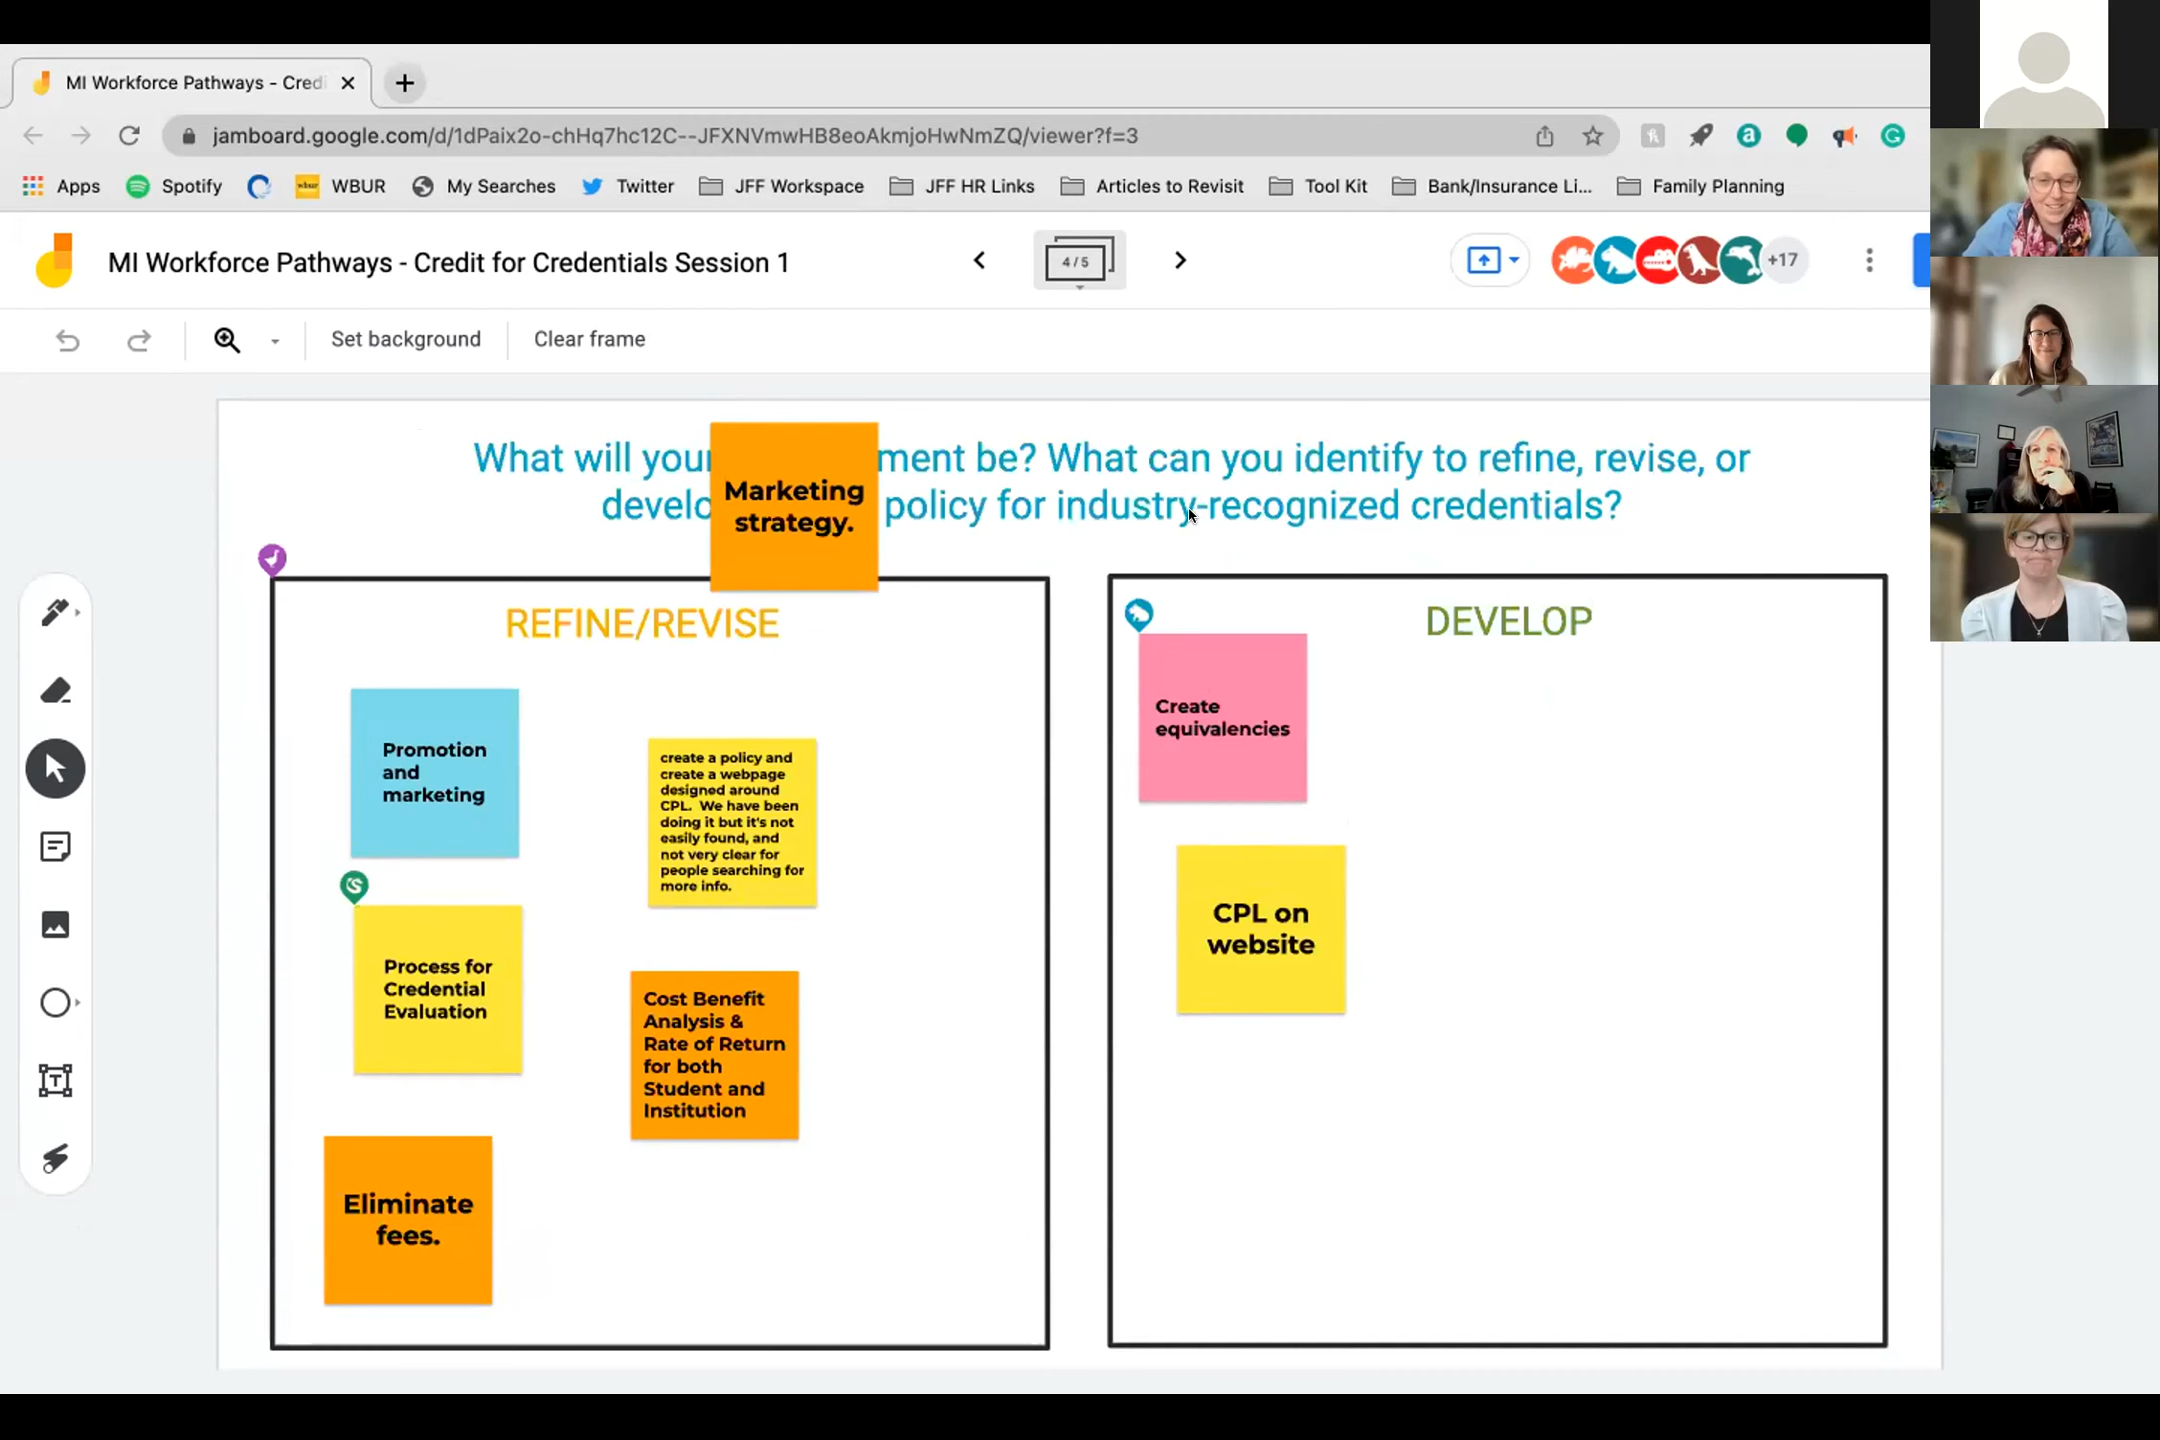 MI Workforce Pathways - Credi
jamboard.google.com/d/1dPaix2o-chHq7hc12C--JFXNVmwHB8eoAkmjoHwNmZQ/viewer?f=3
Apps Spotify WBUR My Searches Twitter JFF Workspace JFF HR Links Articles to Revisit Tool Kit Bank/Insurance Li... Family Planning
MI Workforce Pathways - Credit for Credentials Session 1
4 / 5
+17
Set background Clear frame
What will your ment be? What can you identify to refine, revise, or
develo policy for industry-recognized credentials?
Marketing
strategy.
REFINE/REVISE
Promotion
and
marketing
create a policy and
create a webpage
designed around
CPL. We have been
doing it but it's not
easily found, and
not very clear for
people searching for
more info.
Process for
Credential
Evaluation
Cost Benefit
Analysis &
Rate of Return
for both
Student and
Institution
Eliminate
fees.
DEVELOP
Create
equivalencies
CPL on
website